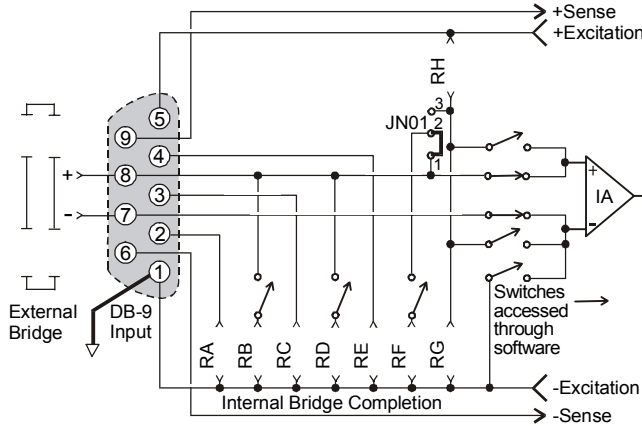 +Sense
+Excitation
RH
JN01
3
2
1
5
9
4
+
8
3
-
7
2
6
1
+
IA
-
External
Bridge
DB-9
Input
RA
RB
RC
RD
RE
RF
RG
Switches
accessed
through
software
Internal Bridge Completion
-Excitation
-Sense